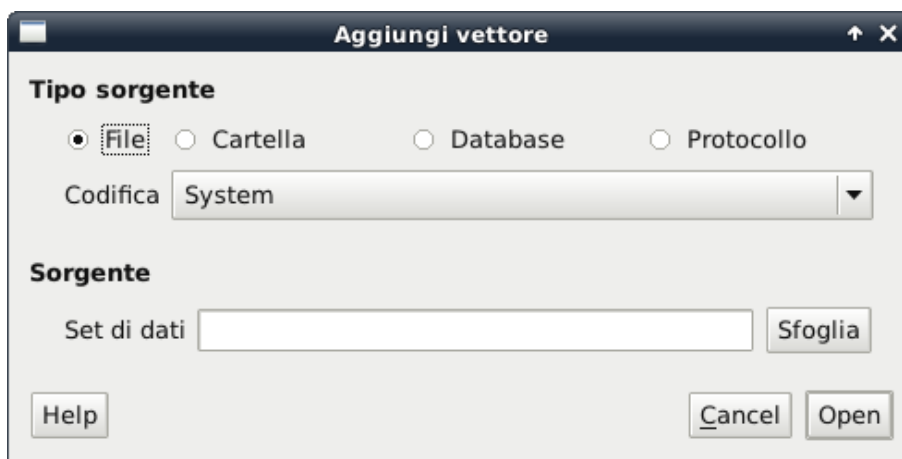 Aggiungi vettore
Tipo sorgente
File Cartella Database Protocollo
Codifica System
Sorgente
Set di dati Sfoglia
Help Cancel Open